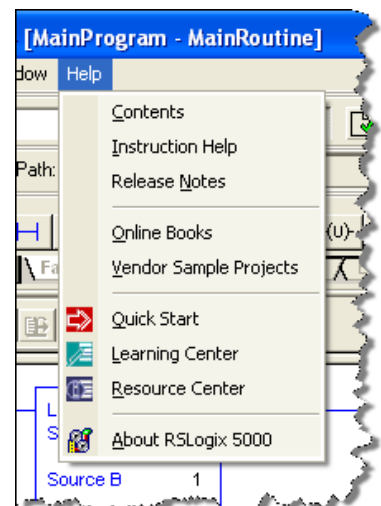 [MainProgram - MainRoutine]
dow Help
Contents
Instruction Help
Path:
Release Notes
Online Books
(U)
Vendor Sample Projects
Fa
Quick Start
Learning Center
Resource Center
L
S
About RSLogix 5000
Source B 1